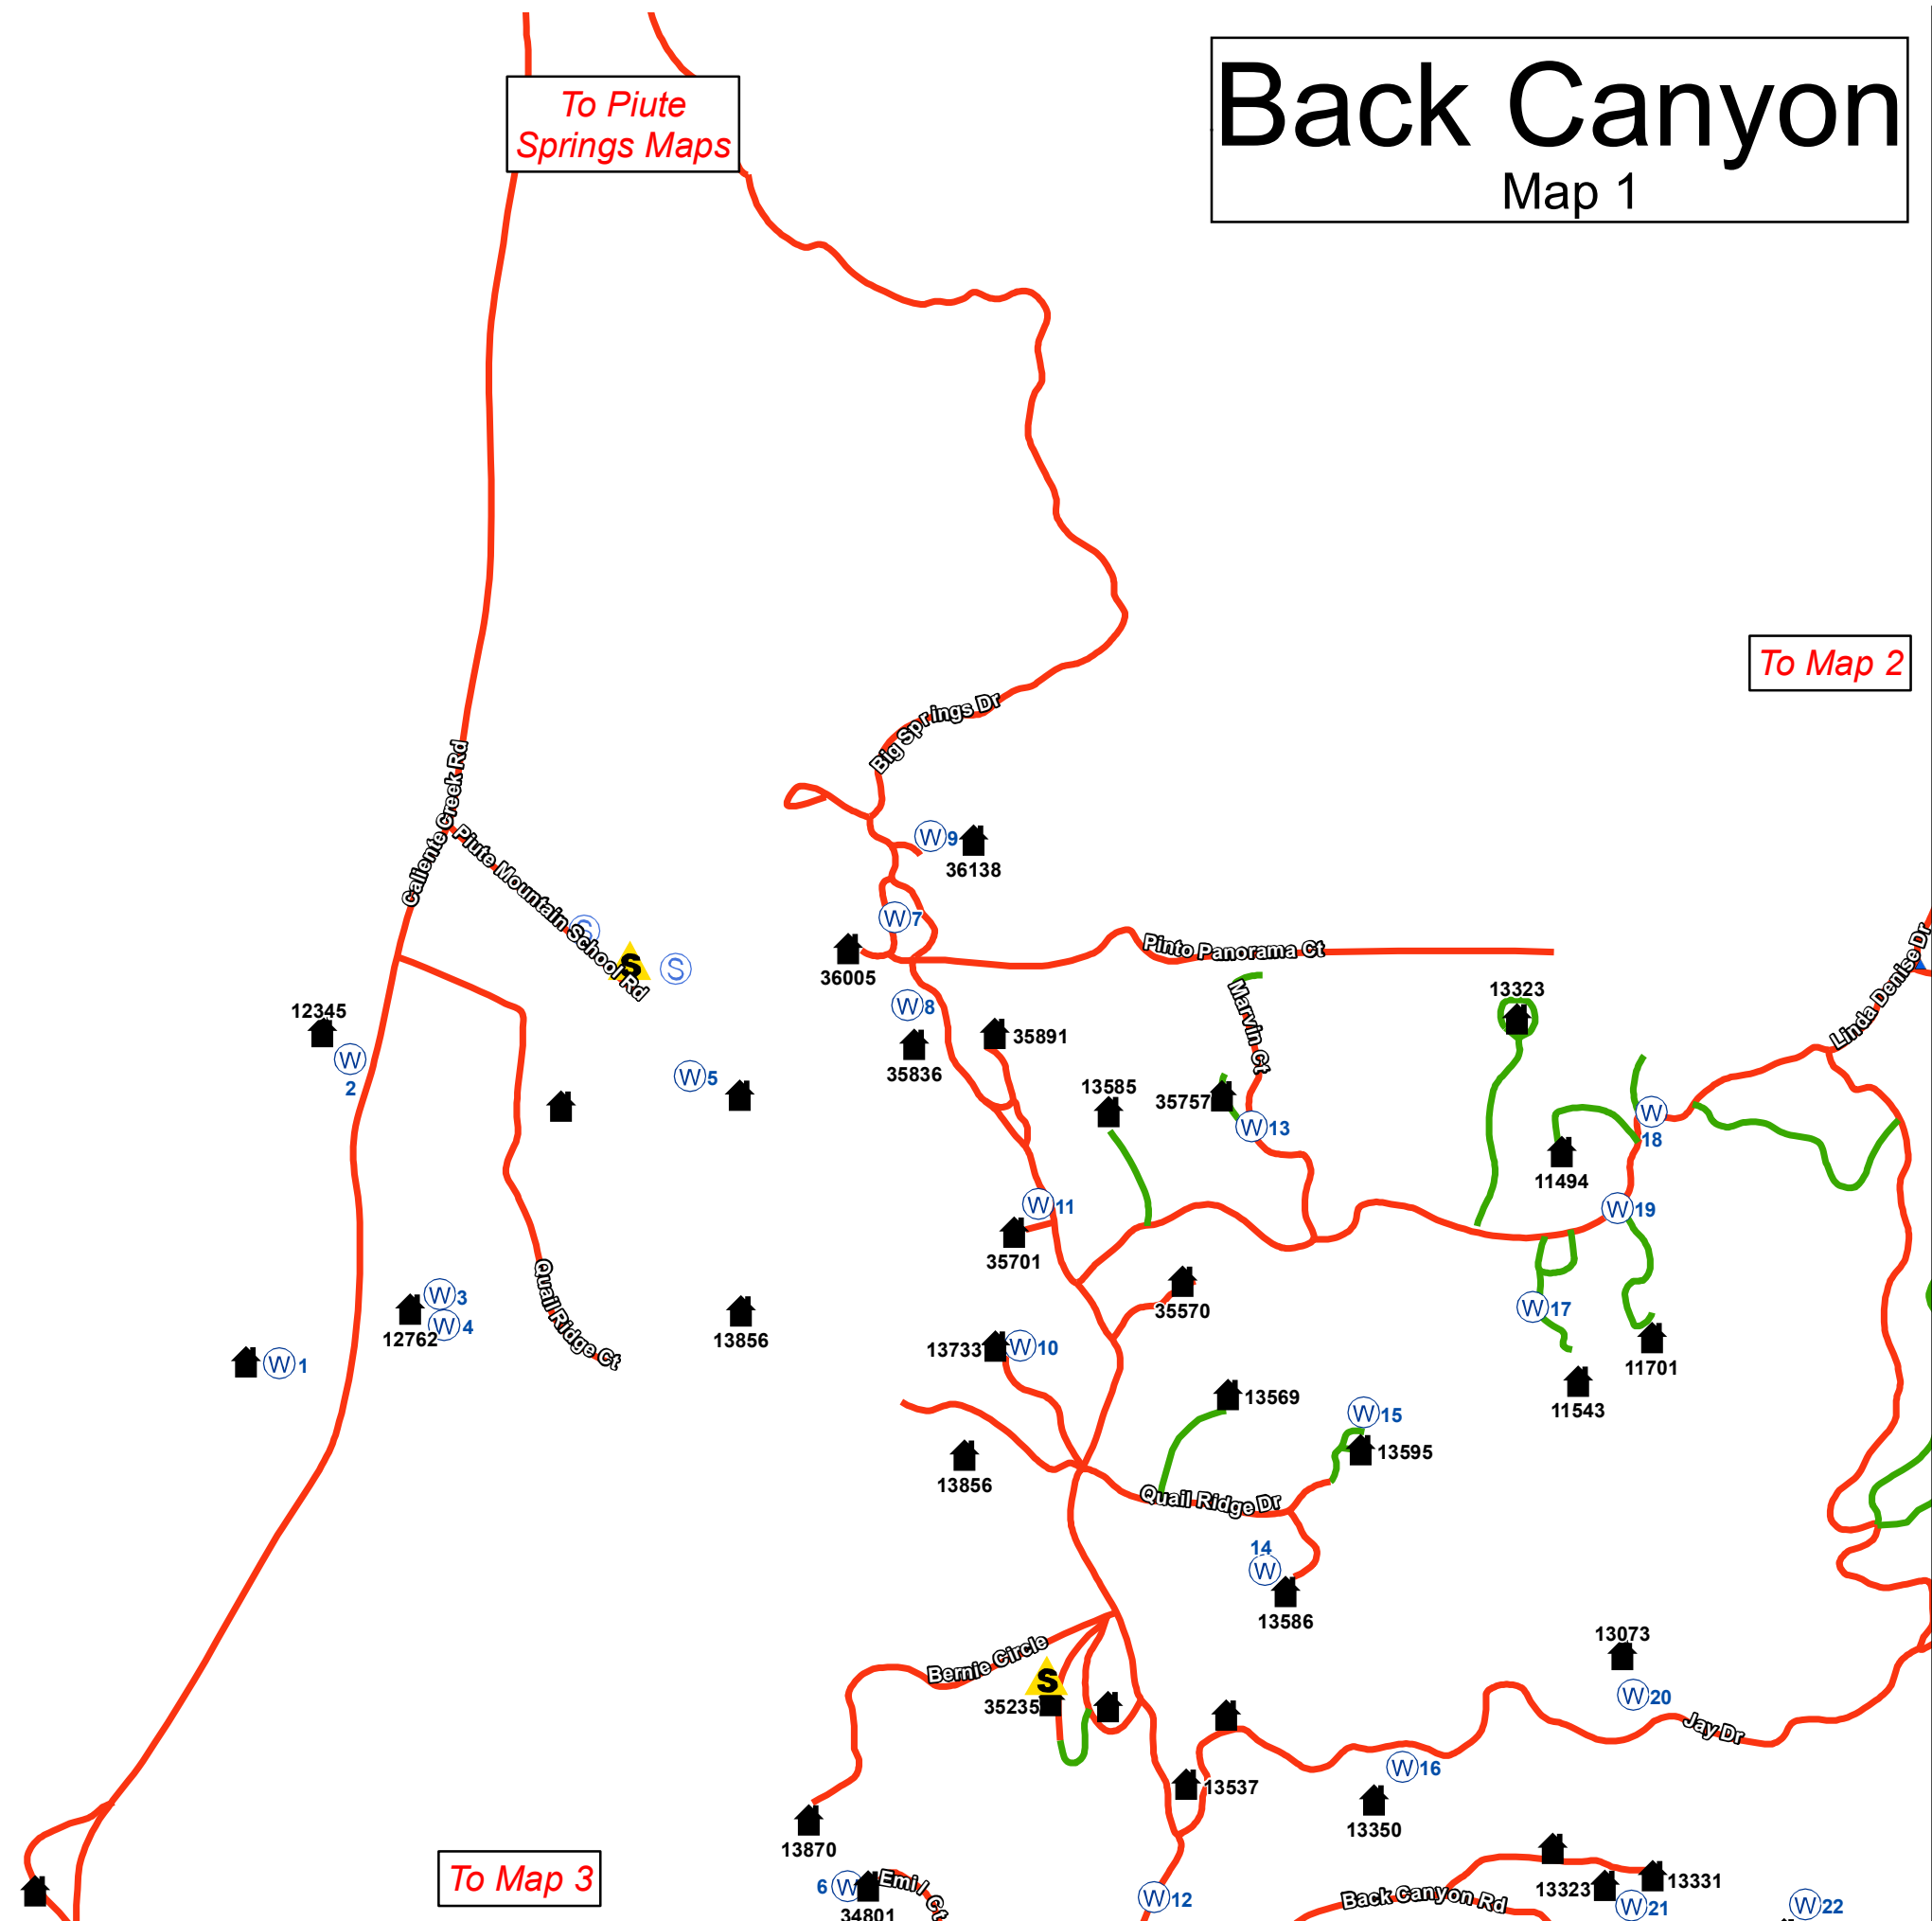 Back Canyon
Map 1
To Piute
Springs Maps
To Map 2
Big Springs Dr
Caliente Creek Rd
Piute Mountain School Rd
W 9
36138
W 7
S
S
S
36005
Pinto Panorama Ct
Linda Denise Dr
12345
W
2
W 8
35836
35891
Marvin Ct
13323
W 5
13585
35757
W 13
W
18
11494
W 11
35701
W 19
W 3
W 4
12762
13856
35570
W 17
Quail Ridge Ct
W 1
13733
W 10
11701
13569
11543
W 15
13595
13856
Quail Ridge Dr
14
W
13586
13073
Bernie Circle
S
35235
W 20
Jay Dr
13537
W 16
13350
13870
To Map 3
6 W
34801
Emil Ct
W 12
Back Canyon Rd
13323
13331
W 21
W 22